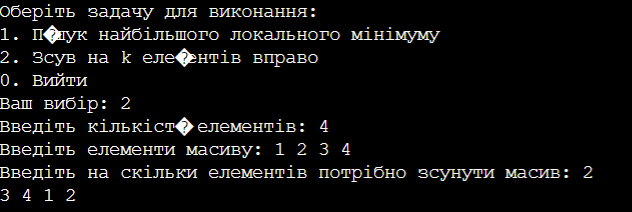 Оберіть задачу для виконання:
1. П�шук найбільшого локального мінімуму
2. Зсув на k еле�ентів вправо
0. Вийти
Ваш вибір: 2
Введіть кількіст� елементів: 4
Введіть елементи масиву: 1 2 3 4
Введіть на скільки елементів потрібно зсунути масив: 2
3 4 1 2